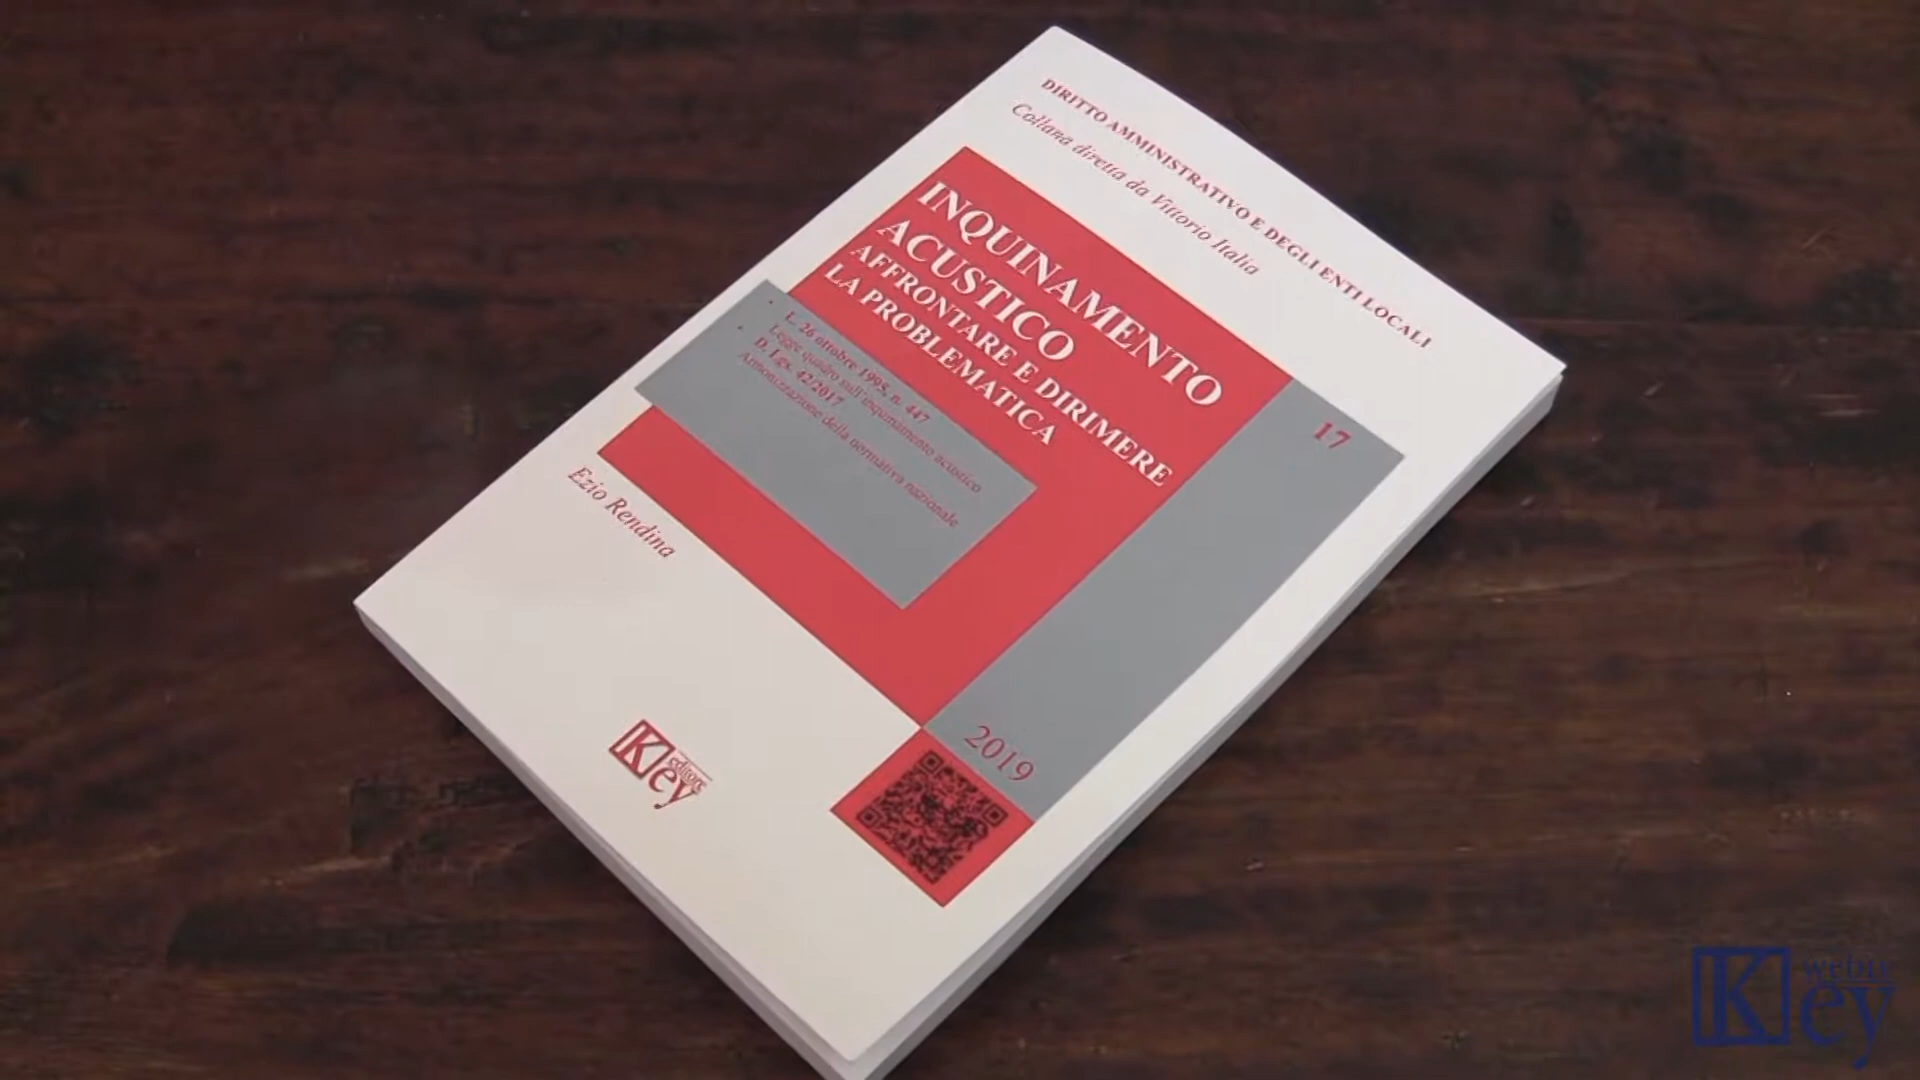 DIRITTO AMMINISTRATIVO E DEGLI ENTI LOCALI
Collana diretta da Vittorio Italia
INQUINAMENTO
ACUSTICO
AFFRONTARE E DIRIMERE
LA PROBLEMATICA
17
L. 26 ottobre 1995, n. 447
Legge quadro sull'inquinamento acustico
D. Lgs. 42/2017
Armonizzazione della normativa nazionale
Ezio Rendina
2019
Key editore
Key webtv